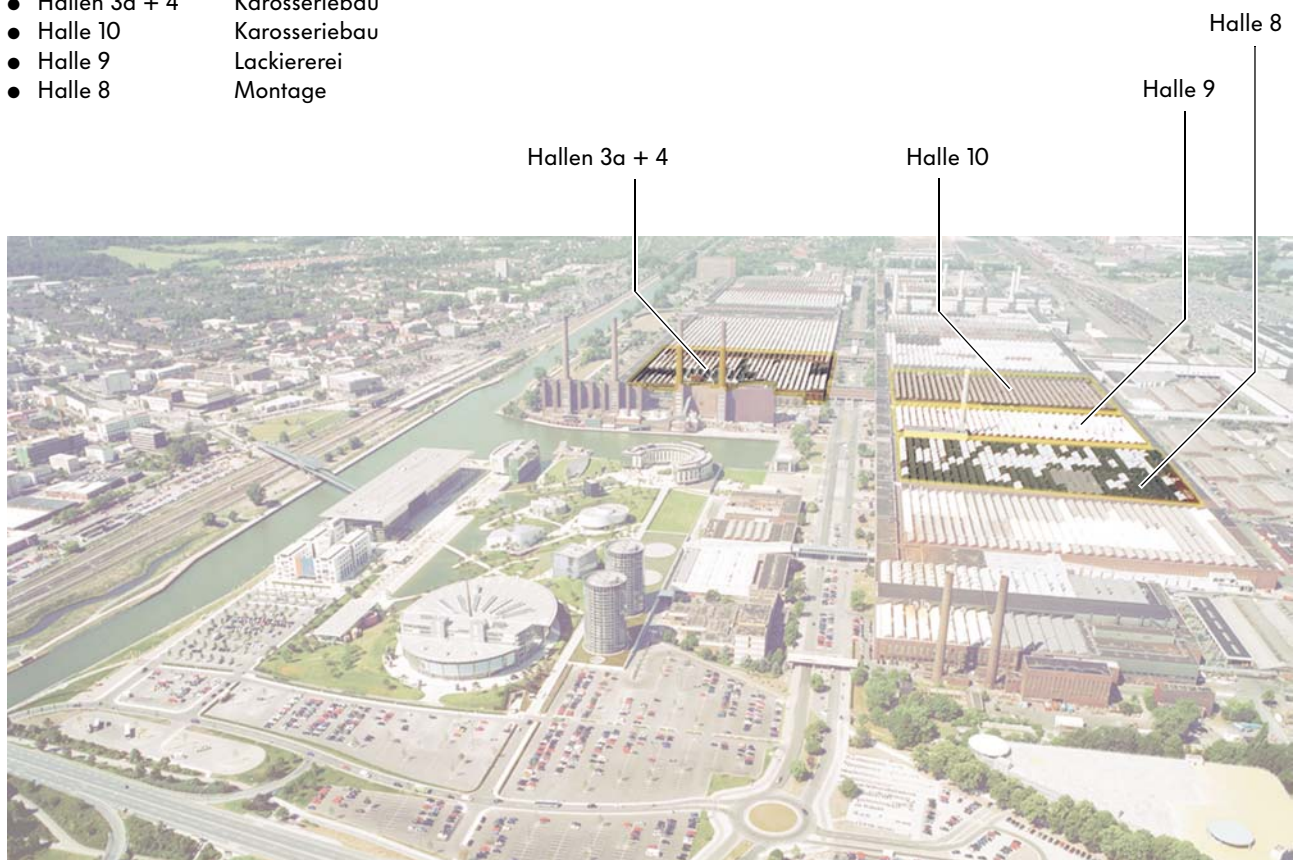 ● Hallen 3a + 4 Karosseriebau
● Halle 10 Karosseriebau
● Halle 9 Lackiererei
● Halle 8 Montage
Halle 8
Halle 9
Hallen 3a + 4
Halle 10